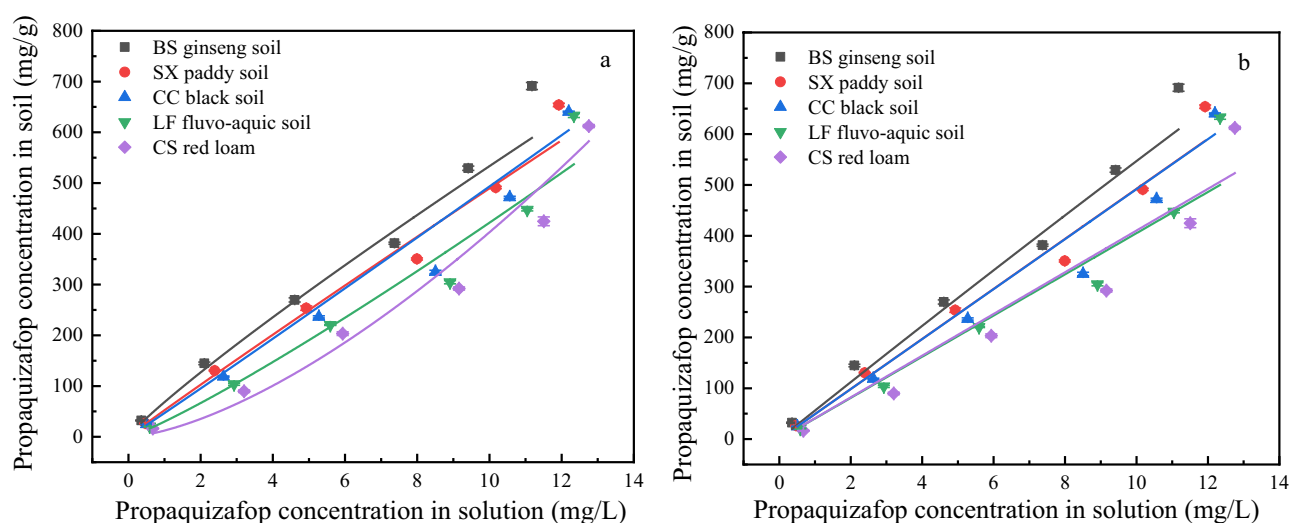 Propaquizafop concentration in soil (mg/g)
800
700
600
500
400
300
200
100
0
BS ginseng soil
SX paddy soil
CC black soil
LF fluvo-aquic soil
CS red loam
a
0 2 4 6 8 10 12 14
Propaquizafop concentration in solution (mg/L)
Propaquizafop concentration in soil (mg/g)
800
700
600
500
400
300
200
100
0
BS ginseng soil
SX paddy soil
CC black soil
LF fluvo-aquic soil
CS red loam
b
0 2 4 6 8 10 12 14
Propaquizafop concentration in solution (mg/L)